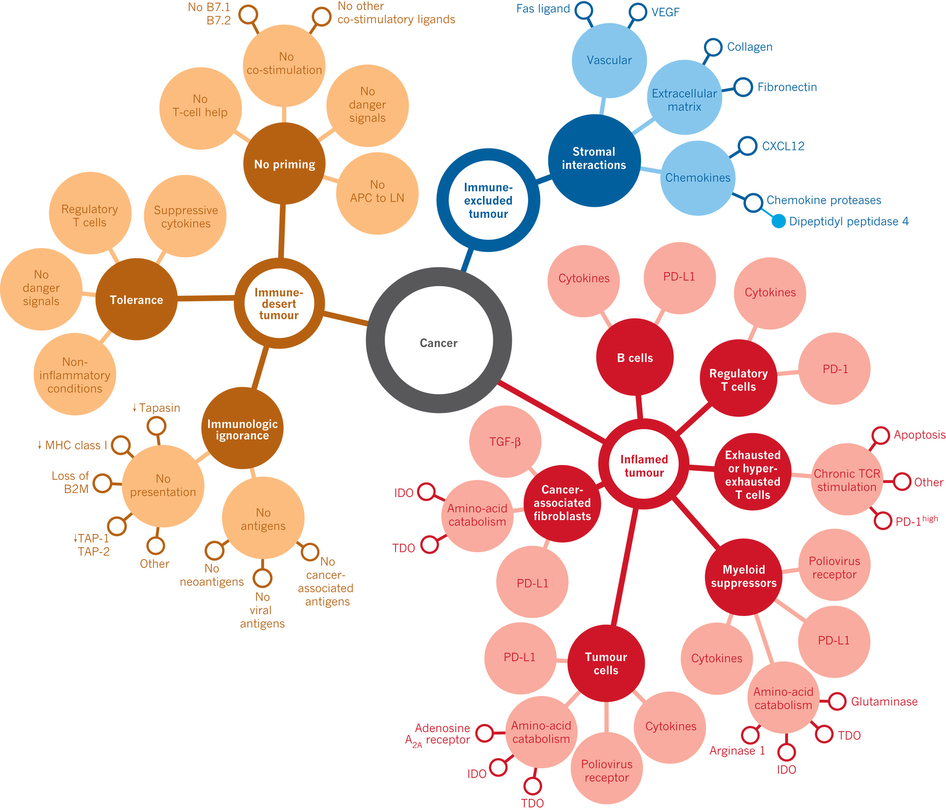 No B7.1
B7.2
No other
co-stimulatory ligands
No
co-stimulation
No
T-cell help
No
danger
signals
No priming
No
APC to LN
Regulatory
T cells
Suppressive
cytokines
No
danger
signals
Tolerance
Non-
inflammatory
conditions
Immune-
desert
tumour
Immunologic
ignorance
↓Tapasin
↓MHC class I
Loss of
B2M
↓TAP-1
TAP-2
Other
No
presentation
No
antigens
No
neoantigens
No
viral
antigens
No
cancer-
associated
antigens
Cancer
Immune-
excluded
tumour
Stromal
interactions
Fas ligand
VEGF
Vascular
Collagen
Fibronectin
Extracellular
matrix
CXCL12
Chemokines
Chemokine proteases
Dipeptidyl peptidase 4
Inflamed
tumour
Cytokines
PD-L1
B cells
Cytokines
Regulatory
T cells
PD-1
Exhausted
or hyper-
exhausted
T cells
Chronic TCR
stimulation
Apoptosis
Other
PD-1high
Myeloid
suppressors
Poliovirus
receptor
PD-L1
Cytokines
Amino-acid
catabolism
Glutaminase
TDO
IDO
Arginase 1
TGF-β
Cancer-
associated
fibroblasts
IDO
Amino-acid
catabolism
TDO
PD-L1
Tumour
cells
PD-L1
Adenosine
A2A receptor
Amino-acid
catabolism
IDO
TDO
Poliovirus
receptor
Cytokines